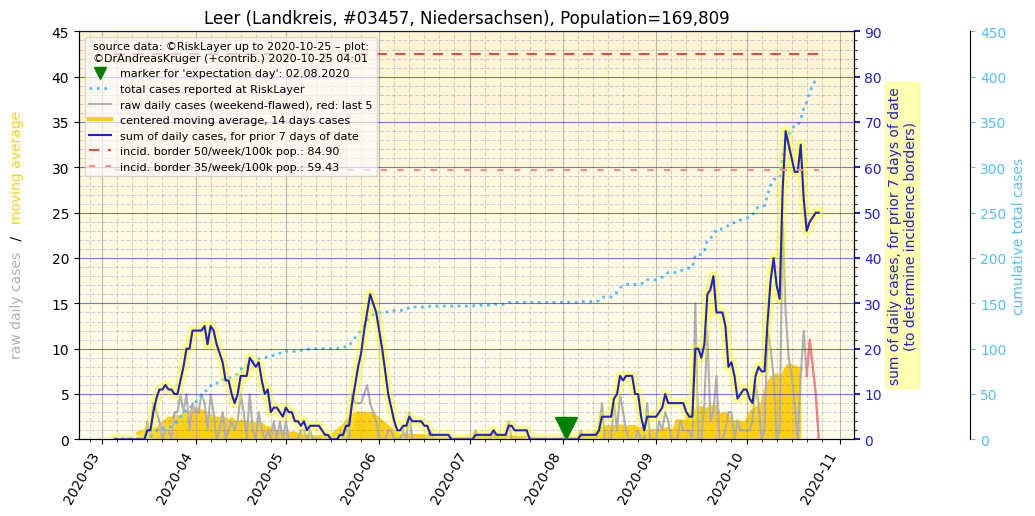 Leer (Landkreis, #03457, Niedersachsen), Population=169,809
source data: ©RiskLayer up to 2020-10-25 – plot:
©DrAndreasKruger (+contrib.) 2020-10-25 04:01
marker for 'expectation day': 02.08.2020
total cases reported at RiskLayer
raw daily cases (weekend-flawed), red: last 5
centered moving average, 14 days cases
sum of daily cases, for prior 7 days of date
incid. border 50/week/100k pop.: 84.90
incid. border 35/week/100k pop.: 59.43
raw daily cases / moving average
45
40
35
30
25
20
15
10
5
0
2020-03
2020-04
2020-05
2020-06
2020-07
2020-08
2020-09
2020-10
2020-11
90
80
70
60
50
40
30
20
10
0
sum of daily cases, for prior 7 days of date
(to determine incidence borders)
450
400
350
300
250
200
150
100
50
0
cumulative total cases